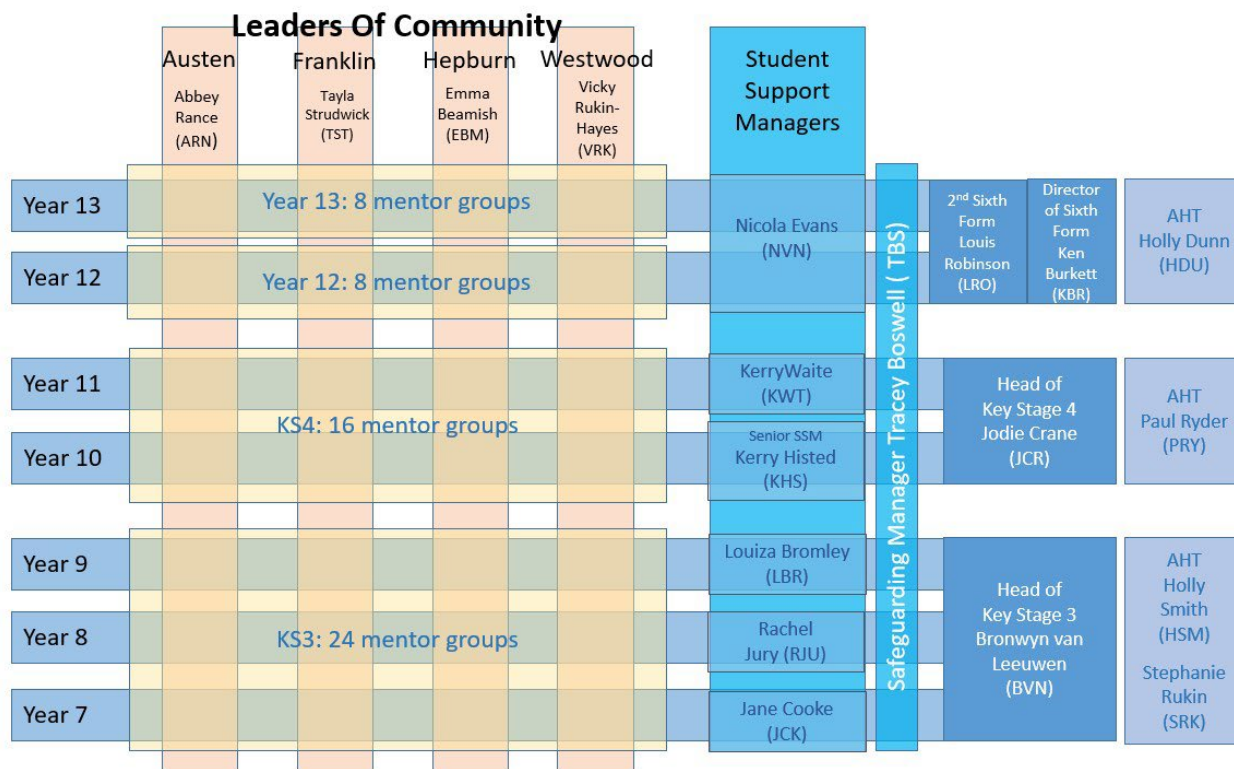 Leaders Of Community
Austen
Abbey
Rance
(ARN)
Franklin
Tayla
Strudwick
(TST)
Hepburn
Emma
Beamish
(EBM)
Westwood
Vicky
Rukin-
Hayes
(VRK)
Student
Support
Managers
Year 13
Year 13: 8 mentor groups
Year 12
Year 12: 8 mentor groups
Nicola Evans
(NVN)
2nd Sixth
Form
Louis
Robinson
(LRO)
Director
of Sixth
Form
Ken
Burkett
(KBR)
AHT
Holly Dunn
(HDU)
Safeguarding Manager Tracey Boswell ( TBS)
Year 11
KS4: 16 mentor groups
Year 10
KerryWaite
(KWT)
Senior SSM
Kerry Histed
(KHS)
Head of
Key Stage 4
Jodie Crane
(JCR)
AHT
Paul Ryder
(PRY)
Year 9
Louiza Bromley
(LBR)
Year 8
KS3: 24 mentor groups
Rachel
Jury (RJU)
Year 7
Jane Cooke
(JCK)
Head of
Key Stage 3
Bronwyn van
Leeuwen
(BVN)
AHT
Holly
Smith
(HSM)
Stephanie
Rukin
(SRK)